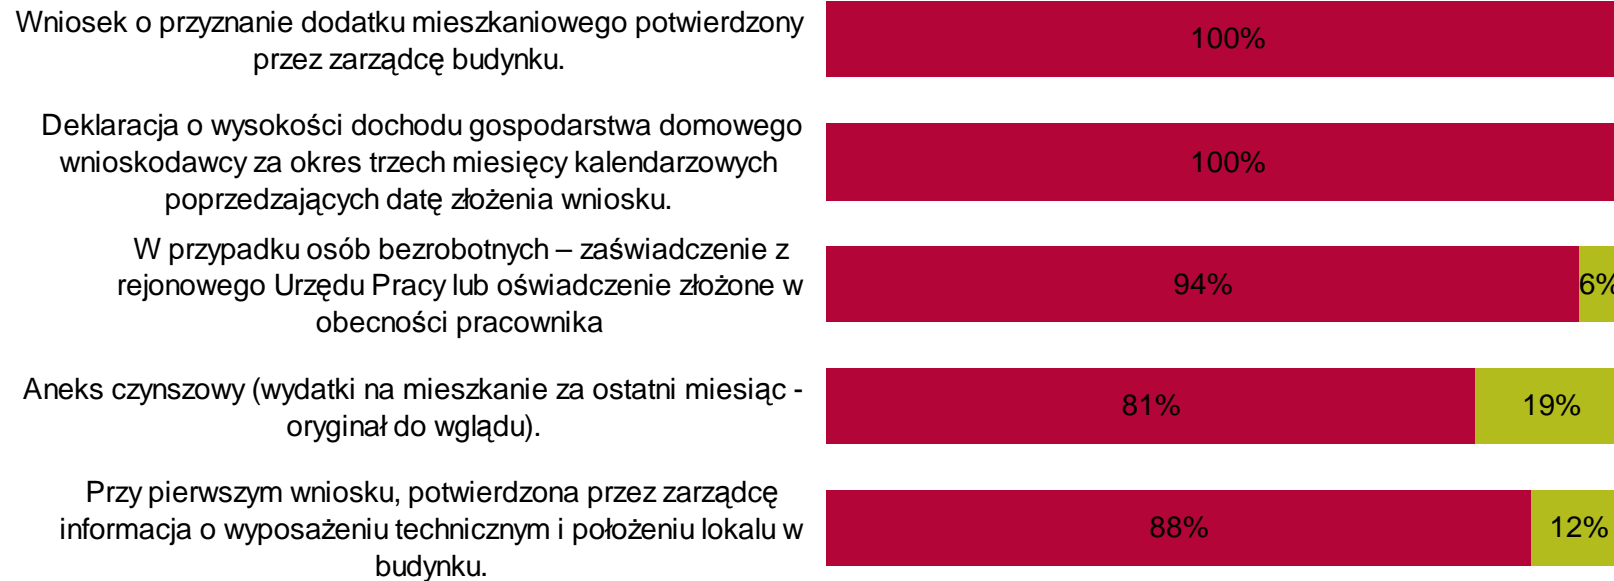 Wniosek o przyznanie dodatku mieszkaniowego potwierdzony
przez zarządcę budynku.
100%
Deklaracja o wysokości dochodu gospodarstwa domowego
wnioskodawcy za okres trzech miesięcy kalendarzowych
poprzedzających datę złożenia wniosku.
100%
W przypadku osób bezrobotnych – zaświadczenie z
rejonowego Urzędu Pracy lub oświadczenie złożone w
obecności pracownika
94% 6%
Aneks czynszowy (wydatki na mieszkanie za ostatni miesiąc -
oryginał do wglądu).
81% 19%
Przy pierwszym wniosku, potwierdzona przez zarządcę
informacja o wyposażeniu technicznym i położeniu lokalu w
budynku.
88% 12%